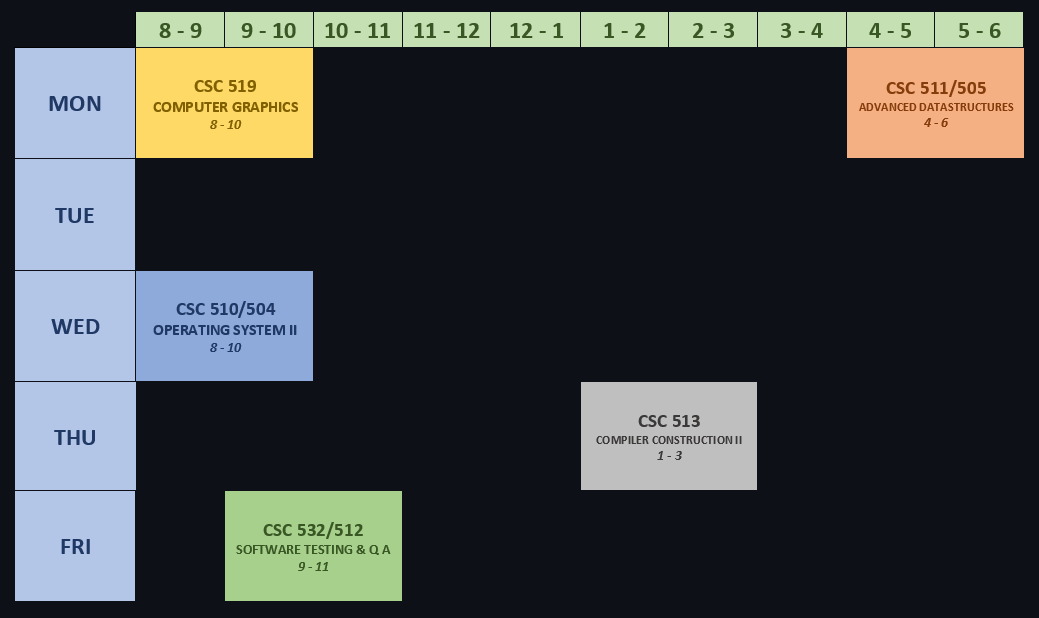 8 - 9 9 - 10 10 - 11 11 - 12 12 - 1 1 - 2 2 - 3 3 - 4 4 - 5 5 - 6
MON
CSC 519
COMPUTER GRAPHICS
8 - 10
CSC 511/505
ADVANCED DATASTRUCTURES
4 - 6
TUE
WED
CSC 510/504
OPERATING SYSTEM II
8 - 10
THU
CSC 513
COMPILER CONSTRUCTION II
1 - 3
FRI
CSC 532/512
SOFTWARE TESTING & Q A
9 - 11